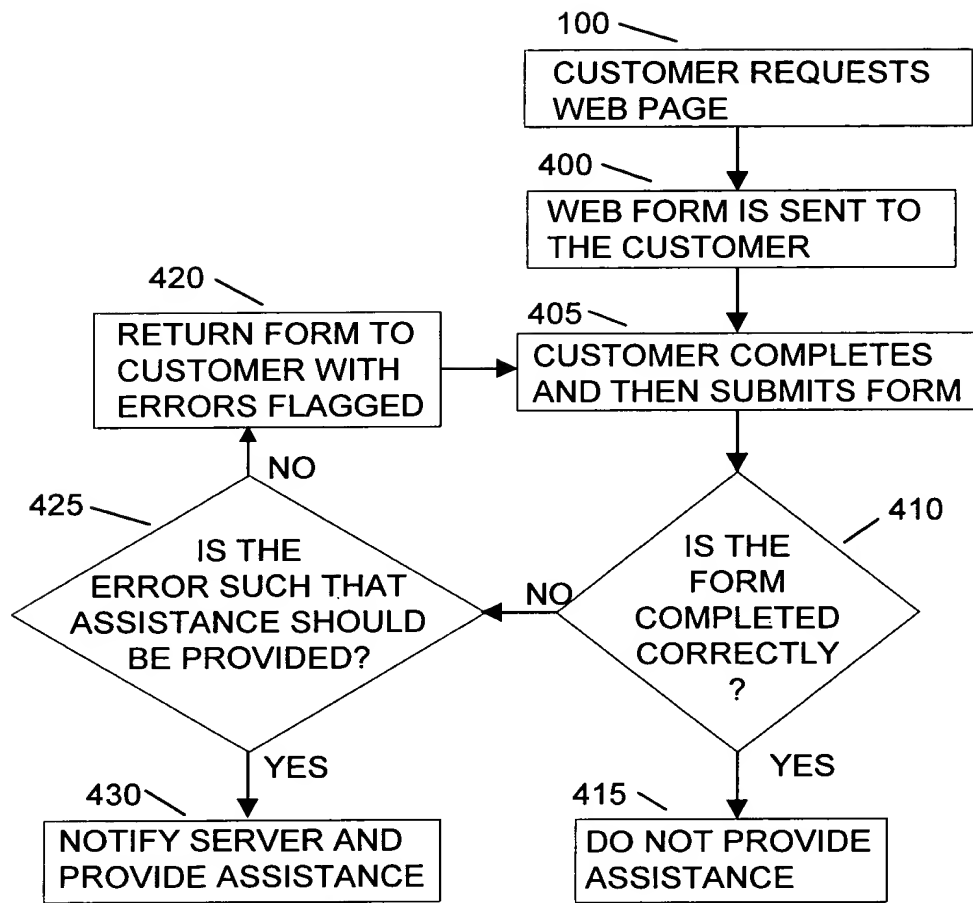 100
CUSTOMER REQUESTS
WEB PAGE
400
WEB FORM IS SENT TO
THE CUSTOMER
420
RETURN FORM TO
CUSTOMER WITH
ERRORS FLAGGED
405
CUSTOMER COMPLETES
AND THEN SUBMITS FORM
NO
425
IS THE
ERROR SUCH THAT
ASSISTANCE SHOULD
BE PROVIDED?
NO
410
IS THE
FORM
COMPLETED
CORRECTLY
?
YES
YES
430
NOTIFY SERVER AND
PROVIDE ASSISTANCE
415
DO NOT PROVIDE
ASSISTANCE